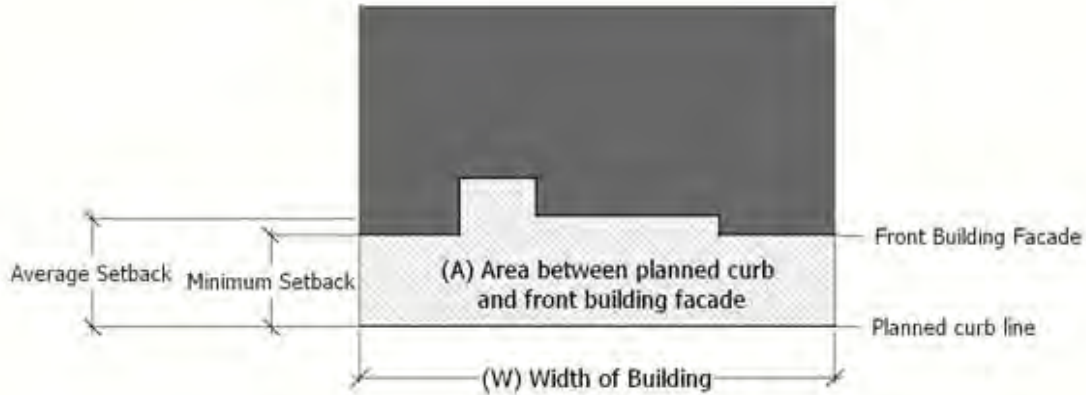 Front Building Facade
Average Setback
Minimum Setback
(A) Area between planned curb
and front building facade
Planned curb line
(W) Width of Building